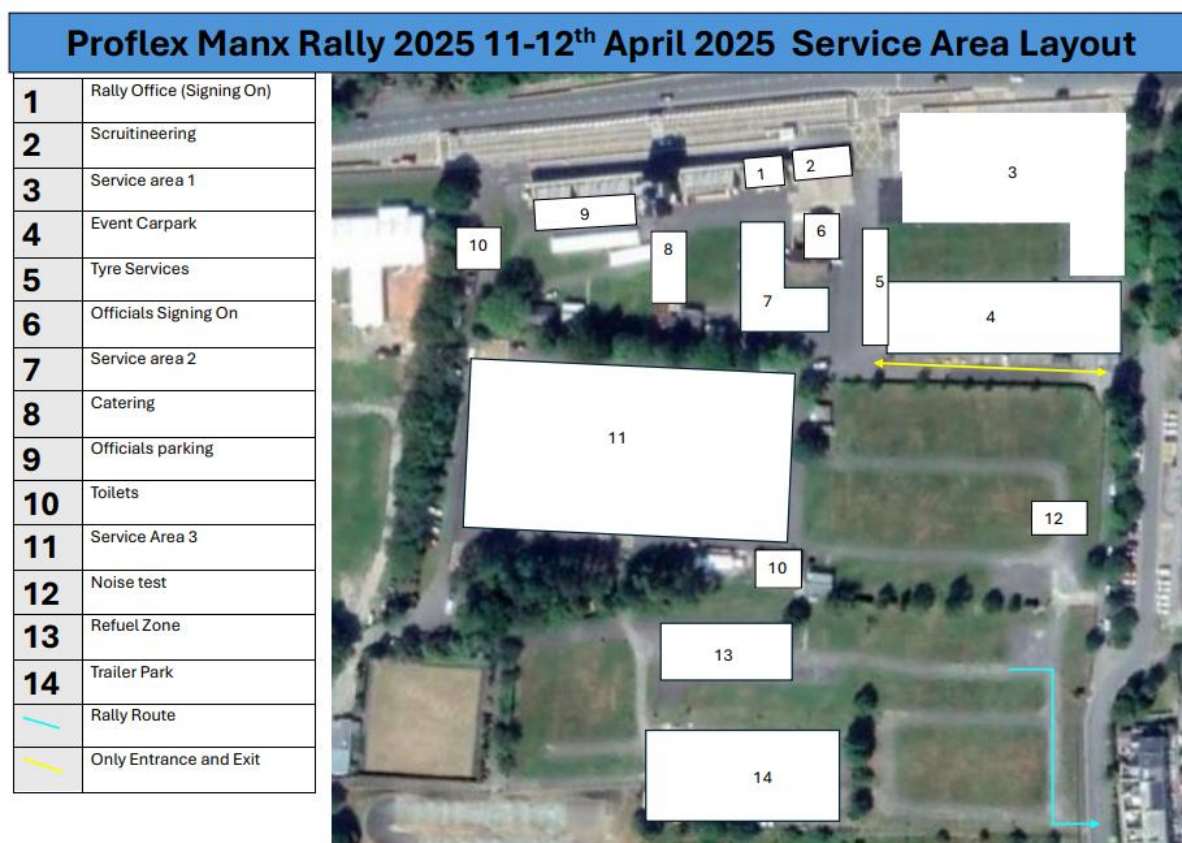 Proflex Manx Rally 2025 11-12th April 2025 Service Area Layout
1 Rally Office (Signing On)
2 Scruitineering
3 Service area 1
4 Event Carpark
5 Tyre Services
6 Officials Signing On
7 Service area 2
8 Catering
9 Officials parking
10 Toilets
11 Service Area 3
12 Noise test
13 Refuel Zone
14 Trailer Park
Rally Route
Only Entrance and Exit
1
2
3
9
10
8
6
5
7
4
11
12
10
13
14